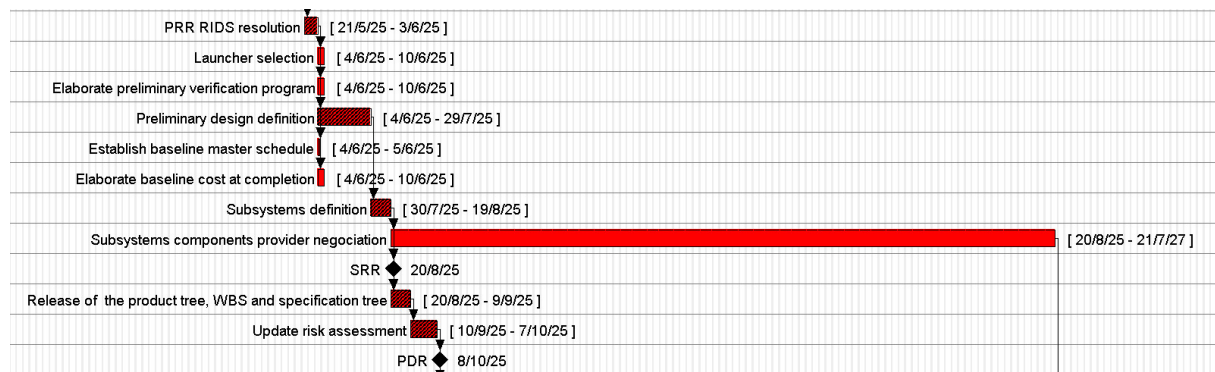 PRR RIDS resolution [ 21/5/25 - 3/6/25 ]
Launcher selection [ 4/6/25 - 10/6/25 ]
Elaborate preliminary verification program [ 4/6/25 - 10/6/25 ]
Preliminary design definition [ 4/6/25 - 29/7/25 ]
Establish baseline master schedule [ 4/6/25 - 5/6/25 ]
Elaborate baseline cost at completion [ 4/6/25 - 10/6/25 ]
Subsystems definition [ 30/7/25 - 19/8/25 ]
Subsystems components provider negociation [ 20/8/25 - 21/7/27 ]
SRR 20/8/25
Release of the product tree, WBS and specification tree [ 20/8/25 - 9/9/25 ]
Update risk assessment [ 10/9/25 - 7/10/25 ]
PDR 8/10/25